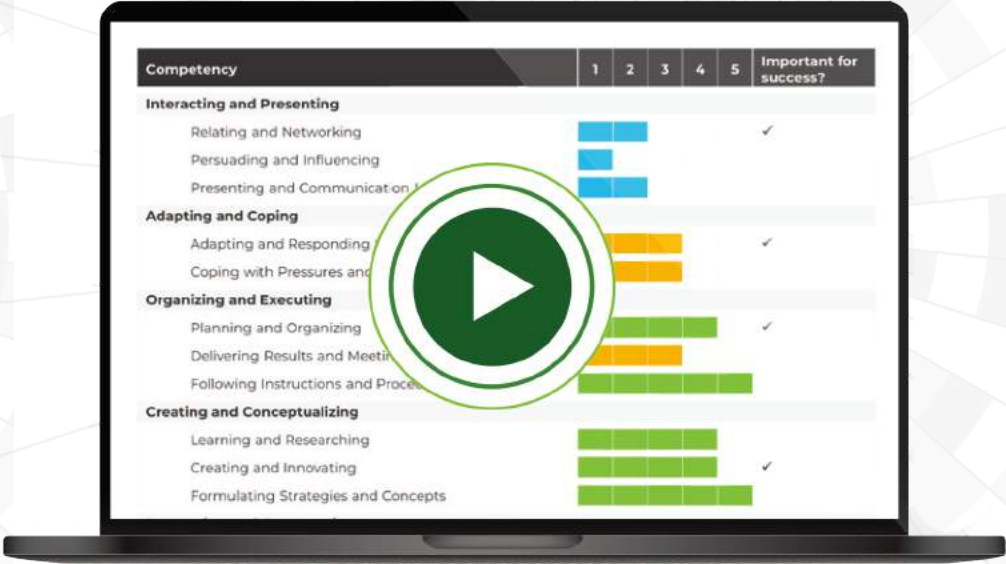 Competency 1 2 3 4 5 Important for
success?
Interacting and Presenting
Relating and Networking ✓
Persuading and Influencing
Presenting and Communication
Adapting and Coping
Adapting and Responding ✓
Coping with Pressures and
Organizing and Executing
Planning and Organizing ✓
Delivering Results and
Following Instructions and
Creating and Conceptualizing
Learning and Researching
Creating and Innovating ✓
Formulating Strategies and Concepts